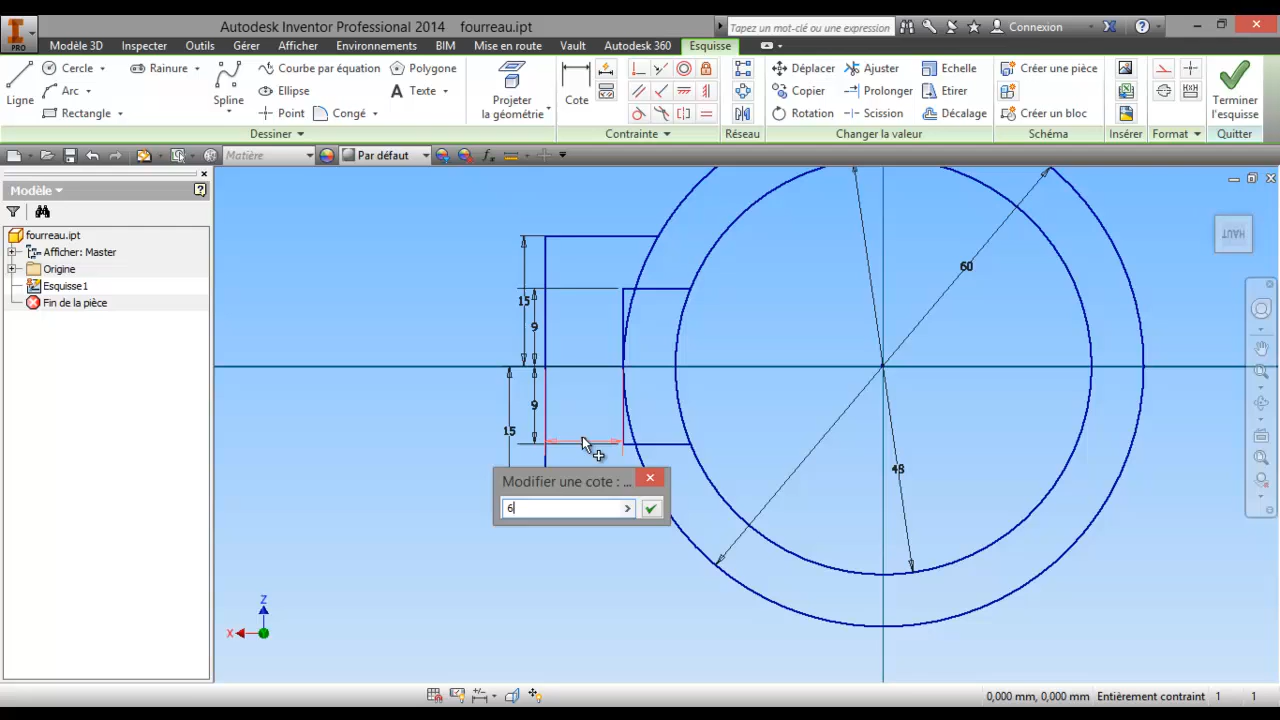 Autodesk Inventor Professional 2014 fourreau.ipt
Tapez un mot-clé ou une expression
Connexion
PRO
Modèle 3D Inspecter Outils Gérer Afficher Environnements BIM Mise en route Vault Autodesk 360 Esquisse
Ligne
Cercle
Arc
Rectangle
Rainure
Spline
Courbe par équation
Ellipse
Point
Congé
Polygone
Texte
Projeter
la géométrie
Cote
Déplacer
Copier
Rotation
Ajuster
Prolonger
Scission
Echelle
Etirer
Décalage
Créer une pièce
Créer un bloc
Terminer
l'esquisse
Dessiner
Contrainte
Réseau
Changer la valeur
Schéma
Insérer
Format
Quitter
Matière
Par défaut
fx
Modèle
fourreau.ipt
Afficher: Master
Origine
Esquisse1
Fin de la pièce
HAUT
60
15
9
9
15
48
Modifier une cote : ...
6
Z
X
0,000 mm, 0,000 mm Entièrement contraint 1 1